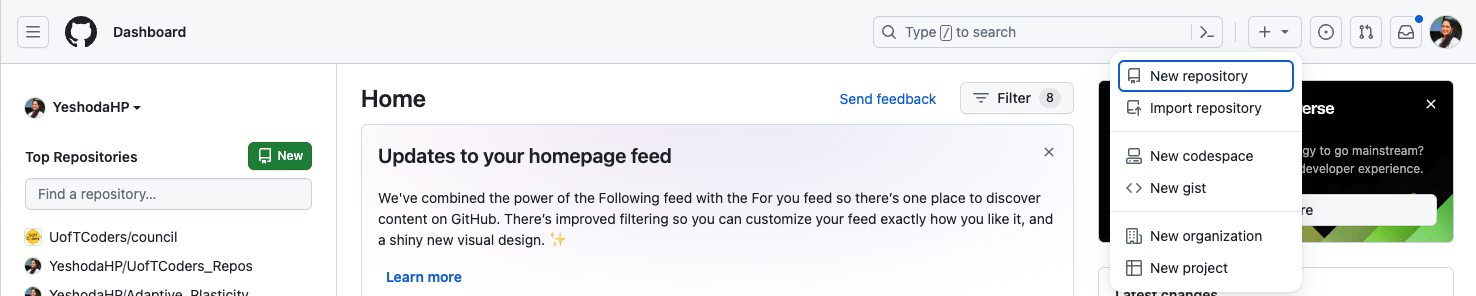 Dashboard
Type / to search
New repository
Import repository
New codespace
New gist
New organization
New project
YeshodaHP
Top Repositories
New
Find a repository...
UofTCoders/council
YeshodaHP/UofTCoders_Repos
YeshodaHP/Adaptive_Plasticity
Home
Send feedback
Filter 8
Updates to your homepage feed
We've combined the power of the Following feed with the For you feed so there's one place to discover
content on GitHub. There's improved filtering so you can customize your feed exactly how you like it, and
a shiny new visual design. ✨
Learn more
erse
gy to go mainstream?
developer experience.
re
Latest changes